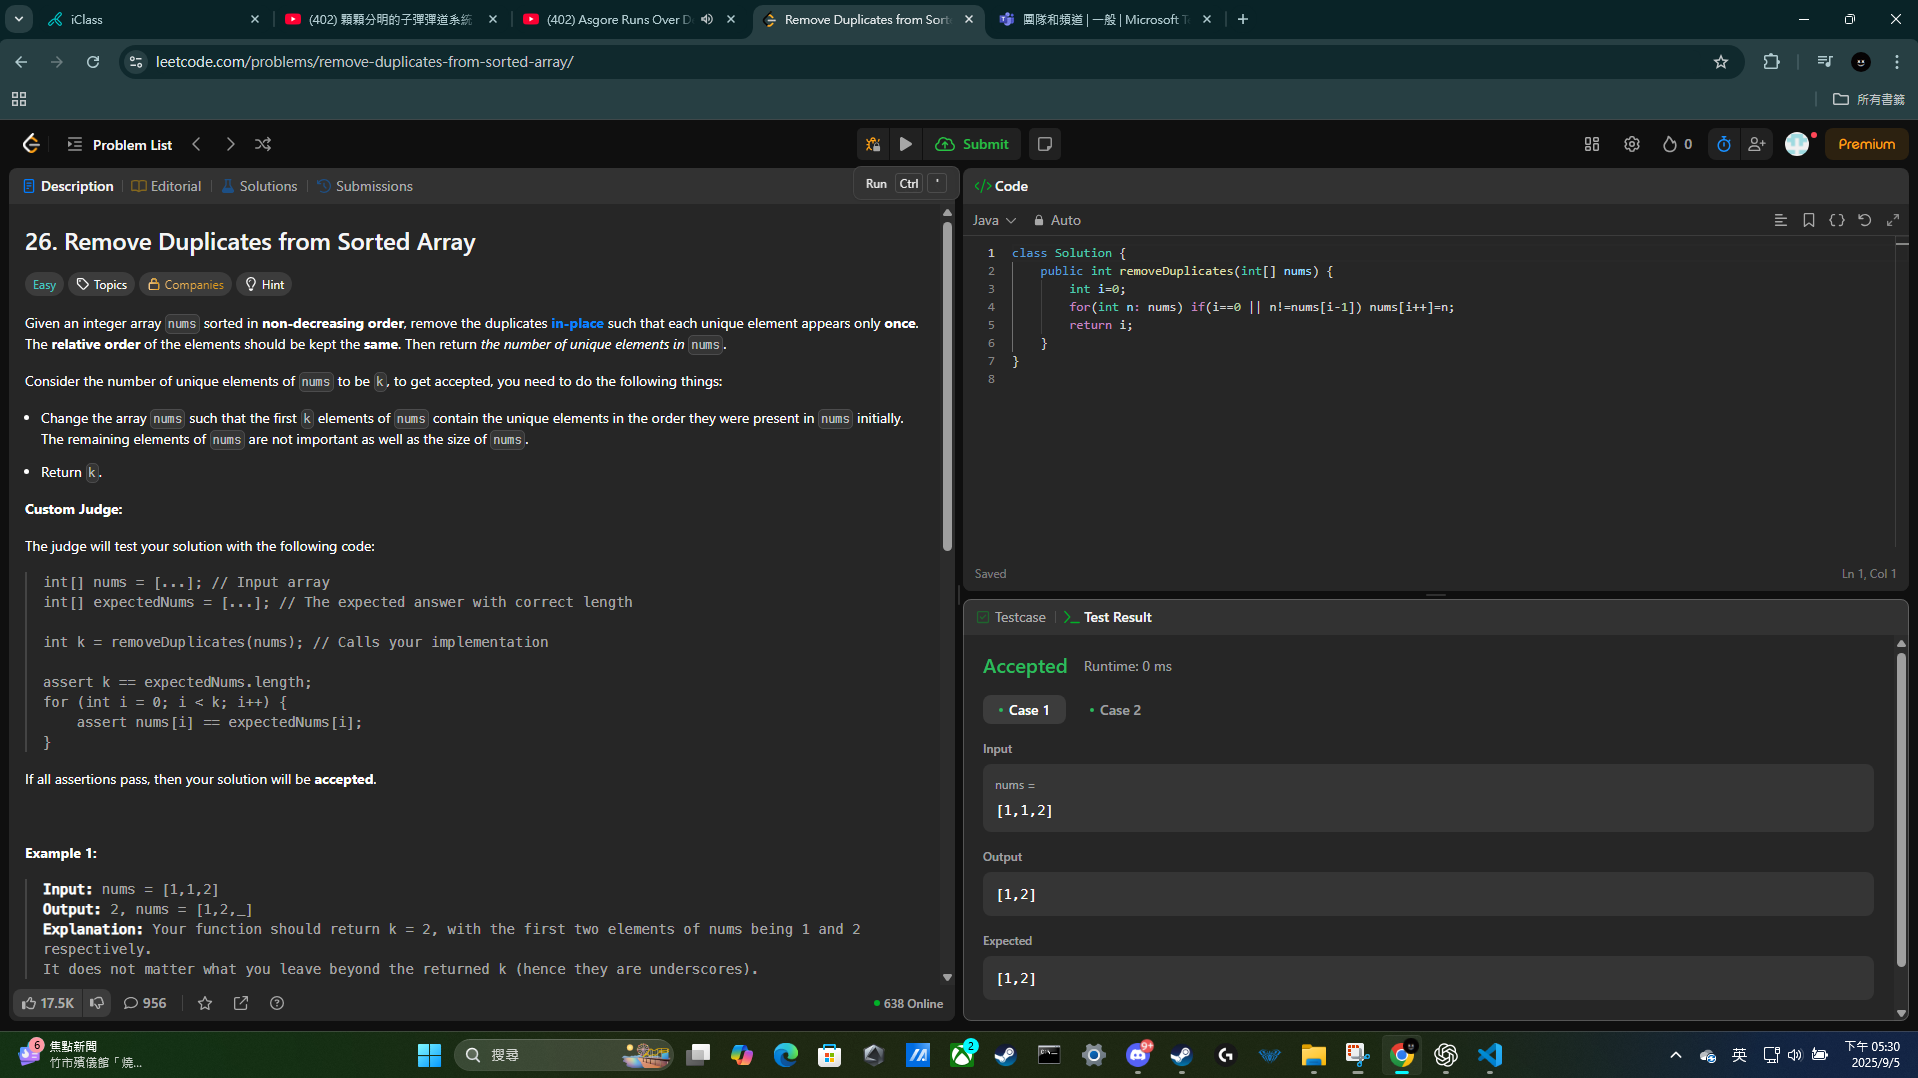 iClass
(402) 顆顆分明的子彈彈道系統
(402) Asgore Runs Over D
Remove Duplicates from Sort
團隊和頻道 | 一般 | Microsoft T
leetcode.com/problems/remove-duplicates-from-sorted-array/
所有書籤
Problem List
Submit
0
Premium
Description
Editorial
Solutions
Submissions
Run Ctrl '
</> Code
Java
Auto
26. Remove Duplicates from Sorted Array
Easy
Topics
Companies
Hint
Given an integer array nums sorted in non-decreasing order, remove the duplicates in-place such that each unique element appears only once.
The relative order of the elements should be kept the same. Then return the number of unique elements in nums.
Consider the number of unique elements of nums to be k, to get accepted, you need to do the following things:
• Change the array nums such that the first k elements of nums contain the unique elements in the order they were present in nums initially.
The remaining elements of nums are not important as well as the size of nums.
• Return k.
Custom Judge:
The judge will test your solution with the following code:
int[] nums = [...]; // Input array
int[] expectedNums = [...]; // The expected answer with correct length
int k = removeDuplicates(nums); // Calls your implementation
assert k == expectedNums.length;
for (int i = 0; i < k; i++) {
    assert nums[i] == expectedNums[i];
}
If all assertions pass, then your solution will be accepted.
Example 1:
Input: nums = [1,1,2]
Output: 2, nums = [1,2,_]
Explanation: Your function should return k = 2, with the first two elements of nums being 1 and 2
respectively.
It does not matter what you leave beyond the returned k (hence they are underscores).
17.5K
956
638 Online
1 class Solution {
2     public int removeDuplicates(int[] nums) {
3         int i=0;
4         for(int n: nums) if(i==0 || n!=nums[i-1]) nums[i++]=n;
5         return i;
6     }
7 }
8
Saved
Ln 1, Col 1
Testcase
Test Result
Accepted
Runtime: 0 ms
Case 1
Case 2
Input
nums =
[1,1,2]
Output
[1,2]
Expected
[1,2]
6
焦點新聞
竹市殯儀館「燒...
搜尋
2
9+
英
下午 05:30
2025/9/5